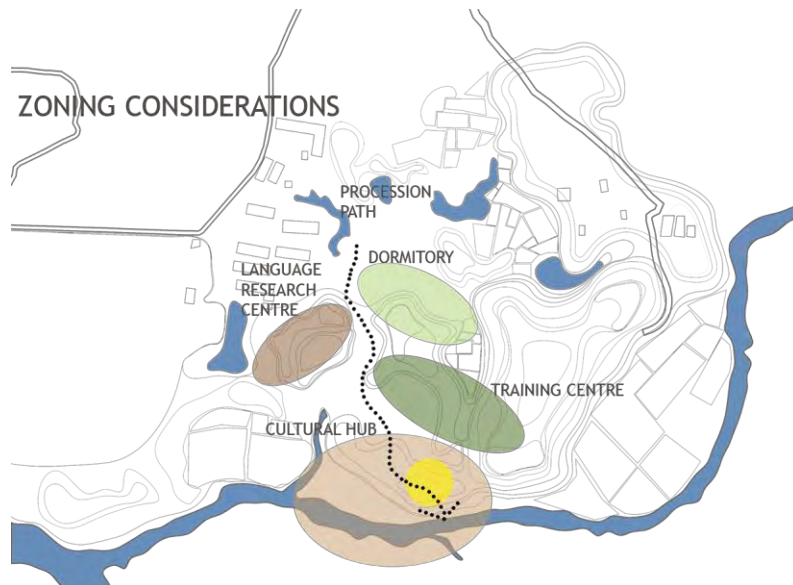 ZONING CONSIDERATIONS
PROCESSION
PATH
DORMITORY
LANGUAGE
RESEARCH
CENTRE
TRAINING CENTRE
CULTURAL HUB